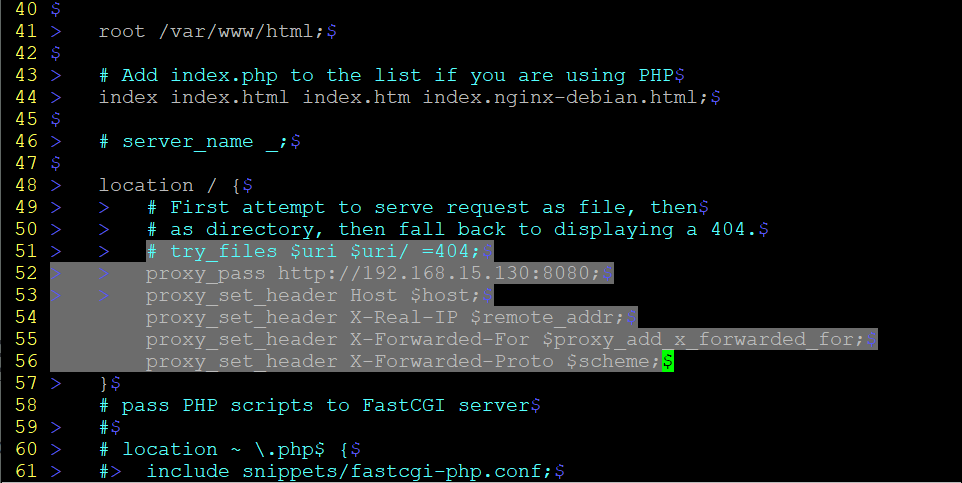 40 $
41 >   root /var/www/html;$
42 $
43 >   # Add index.php to the list if you are using PHP$
44 >   index index.html index.htm index.nginx-debian.html;$
45 $
46 >   # server_name _;$
47 $
48 >   location / {$
49 >   >   # First attempt to serve request as file, then$
50 >   >   # as directory, then fall back to displaying a 404.$
51 >   >   # try_files $uri $uri/ =404;$
52 >   >   proxy_pass http://192.168.15.130:8080;$
53 >   >   proxy_set_header Host $host;$
54         proxy_set_header X-Real-IP $remote_addr;$
55         proxy_set_header X-Forwarded-For $proxy_add_x_forwarded_for;$
56         proxy_set_header X-Forwarded-Proto $scheme;$
57 >   }$
58     # pass PHP scripts to FastCGI server$
59 >   #$
60 >   # location ~ \.php$ {$
61 >   #>  include snippets/fastcgi-php.conf;$